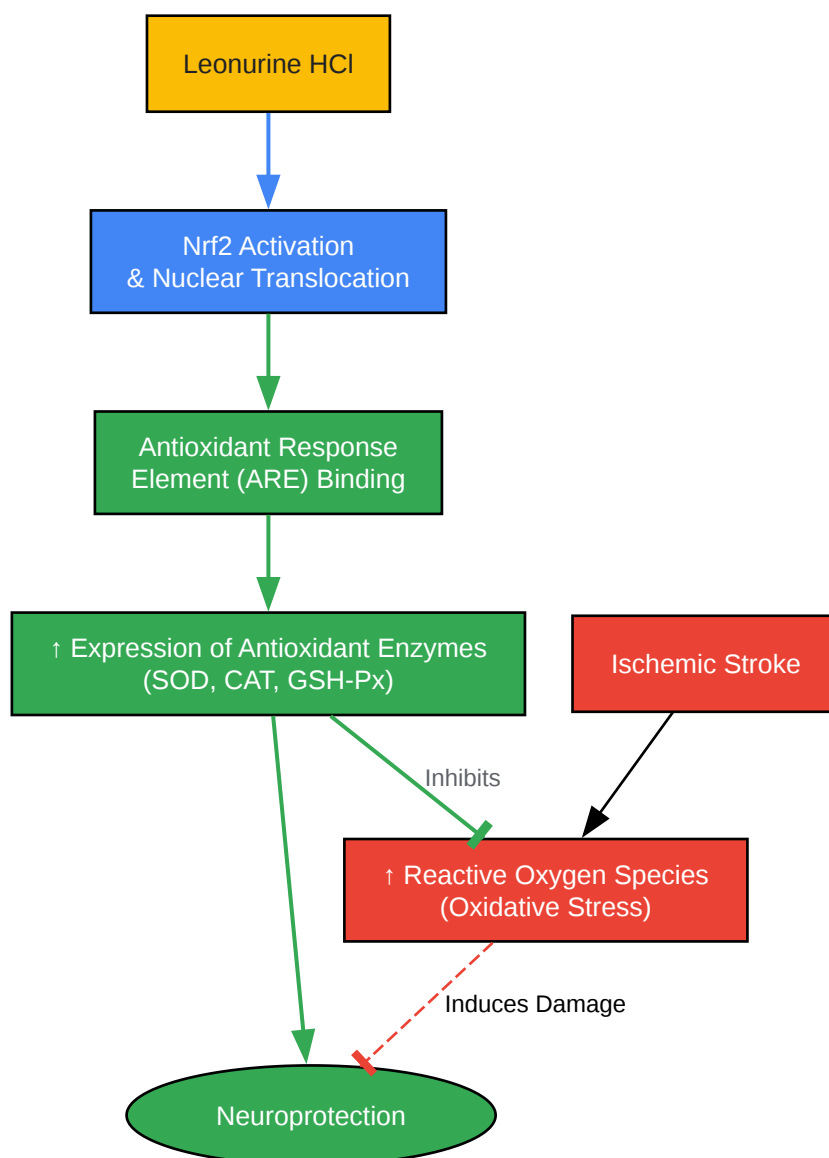 Leonurine HCl
Nrf2 Activation
& Nuclear Translocation
Antioxidant Response
Element (ARE) Binding
↑ Expression of Antioxidant Enzymes
(SOD, CAT, GSH-Px)
Ischemic Stroke
Inhibits
↑ Reactive Oxygen Species
(Oxidative Stress)
Induces Damage
Neuroprotection